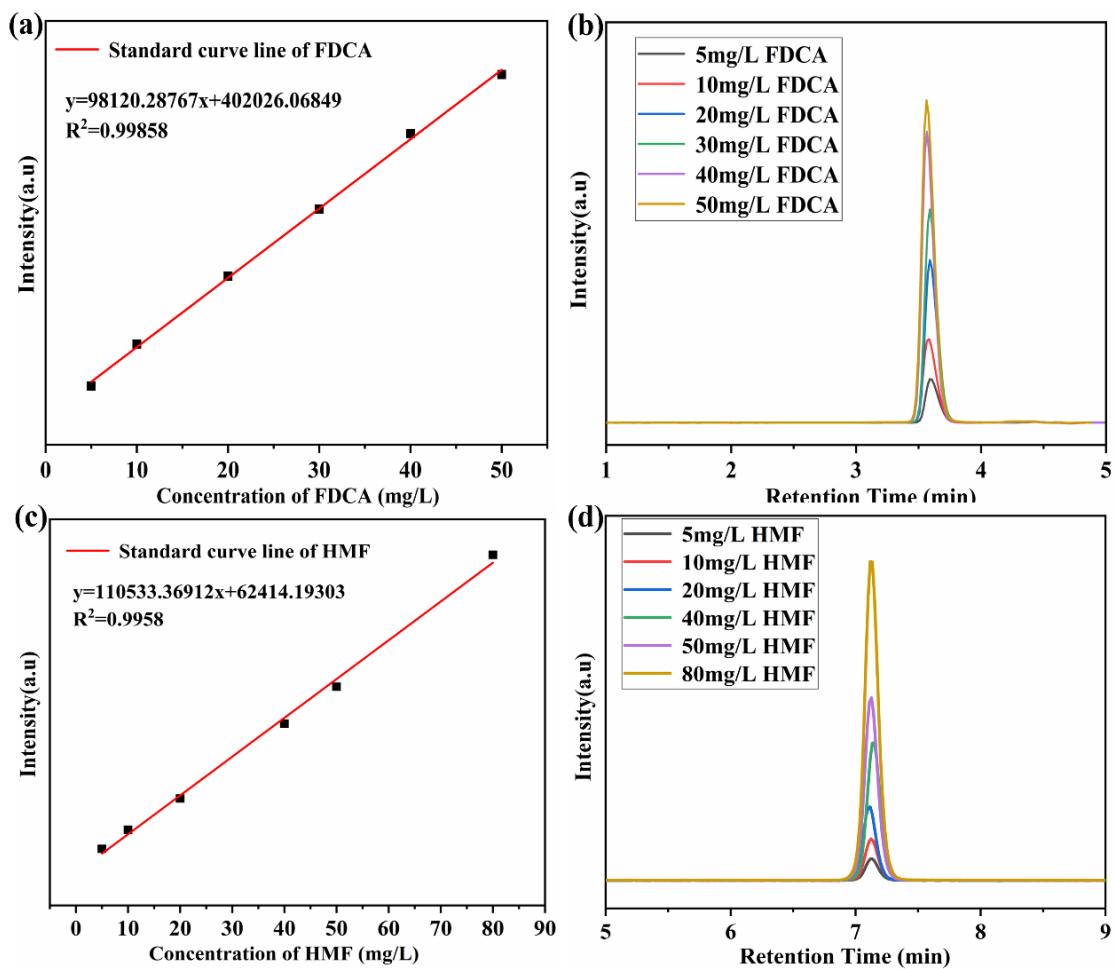 (a)
Standard curve line of FDCA
y=98120.28767x+402026.06849
R²=0.99858
Intensity(a.u)
0 10 20 30 40 50
Concentration of FDCA (mg/L)
(b)
5mg/L FDCA
10mg/L FDCA
20mg/L FDCA
30mg/L FDCA
40mg/L FDCA
50mg/L FDCA
Intensity(a.u)
1 2 3 4 5
Retention Time (min)
(c)
Standard curve line of HMF
y=110533.36912x+62414.19303
R²=0.9958
Intensity(a.u)
0 10 20 30 40 50 60 70 80 90
Concentration of HMF (mg/L)
(d)
5mg/L HMF
10mg/L HMF
20mg/L HMF
40mg/L HMF
50mg/L HMF
80mg/L HMF
Intensity(a.u)
5 6 7 8 9
Retention Time (min)